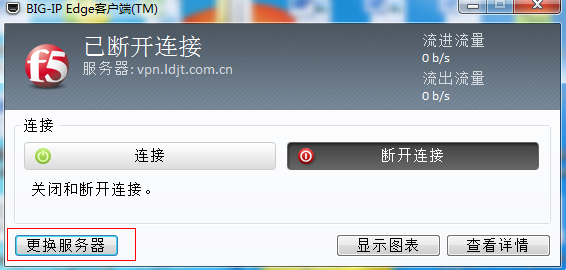 BIG-IP Edge客户端(TM)
已断开连接
服务器: vpn.ldjt.com.cn
流进流量
0 b/s
流出流量
0 b/s
f5
连接
连接
断开连接
关闭和断开连接。
更换服务器
显示图表
查看详情